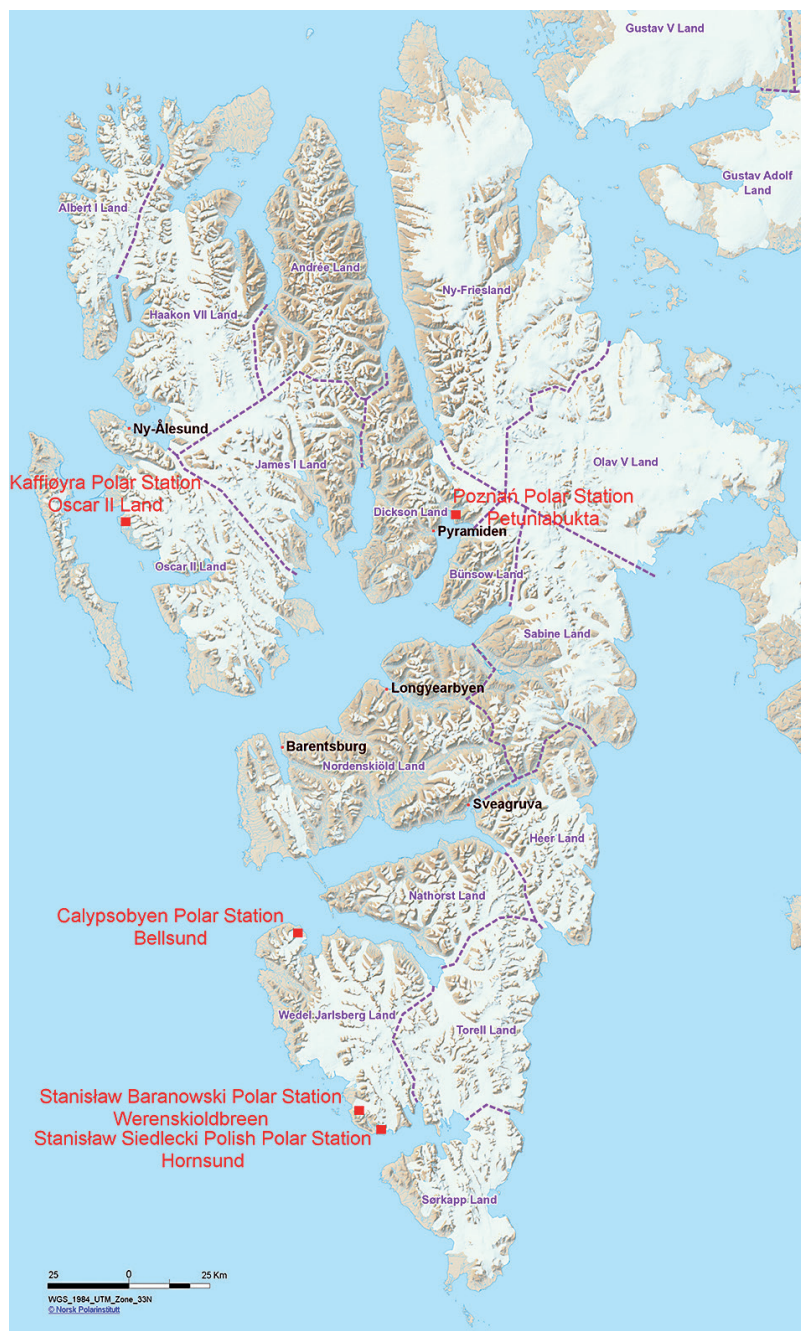 Gustav V Land
Gustav Adolf
Land
Albert I Land
Andrée Land
Ny-Friesland
Haakon VII Land
Ny-Ålesund
James I Land
Olav V Land
Kaffiøyra Polar Station
Oscar II Land
Poznań Polar Station
Petuniabukta
Dickson Land
Pyramiden
Oscar II Land
Bünsow Land
Sabine Land
Longyearbyen
Barentsburg
Nordenskiöld Land
Sveagruva
Heer Land
Nathorst Land
Calypsobyen Polar Station
Bellsund
Wedel Jarlsberg Land
Torell Land
Stanisław Baranowski Polar Station
Werenskioldbreen
Stanisław Siedlecki Polish Polar Station
Hornsund
Sørkapp Land
25 0 25 Km
WGS_1984_UTM_Zone_33N
© Norsk Polarinstitutt